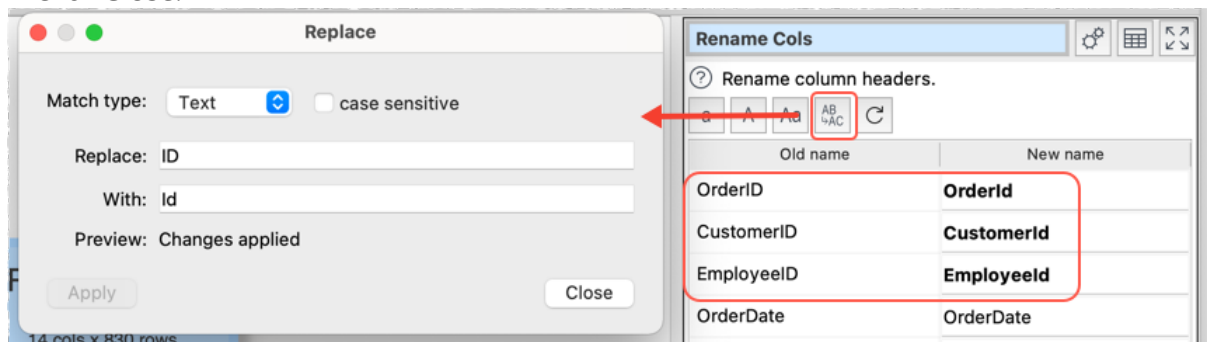 Replace
Match type: Text case sensitive
Replace: ID
With: Id
Preview: Changes applied
Apply Close
14 cols x 830 rows
Rename Cols
? Rename column headers.
a A Aa AB AC
Old name New name
OrderID OrderId
CustomerID CustomerId
EmployeeID EmployeeId
OrderDate OrderDate